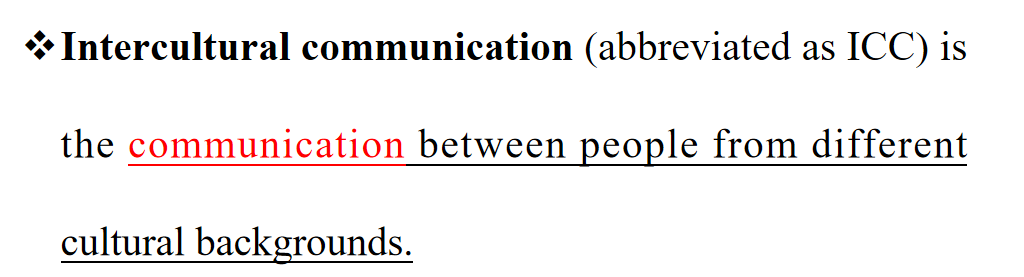 ❖Intercultural communication (abbreviated as ICC) is
the communication between people from different
cultural backgrounds.